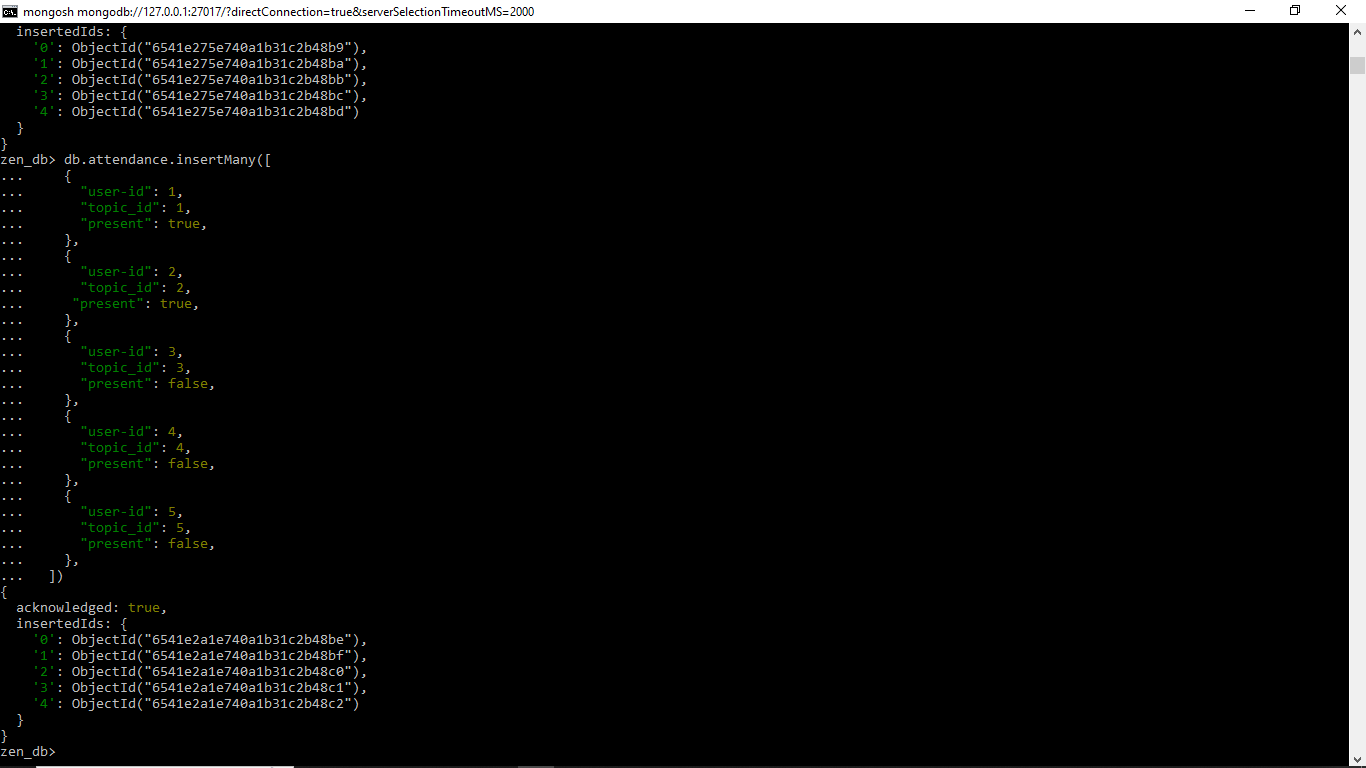 mongosh mongodb://127.0.0.1:27017/?directConnection=true&serverSelectionTimeoutMS=2000
  insertedIds: {
    '0': ObjectId("6541e275e740a1b31c2b48b9"),
    '1': ObjectId("6541e275e740a1b31c2b48ba"),
    '2': ObjectId("6541e275e740a1b31c2b48bb"),
    '3': ObjectId("6541e275e740a1b31c2b48bc"),
    '4': ObjectId("6541e275e740a1b31c2b48bd")
  }
}
zen_db> db.attendance.insertMany([
...     {
...       "user-id": 1,
...       "topic_id": 1,
...       "present": true,
...     },
...     {
...       "user-id": 2,
...       "topic_id": 2,
...      "present": true,
...     },
...     {
...       "user-id": 3,
...       "topic_id": 3,
...       "present": false,
...     },
...     {
...       "user-id": 4,
...       "topic_id": 4,
...       "present": false,
...     },
...     {
...       "user-id": 5,
...       "topic_id": 5,
...       "present": false,
...     },
...   ])
{
  acknowledged: true,
  insertedIds: {
    '0': ObjectId("6541e2a1e740a1b31c2b48be"),
    '1': ObjectId("6541e2a1e740a1b31c2b48bf"),
    '2': ObjectId("6541e2a1e740a1b31c2b48c0"),
    '3': ObjectId("6541e2a1e740a1b31c2b48c1"),
    '4': ObjectId("6541e2a1e740a1b31c2b48c2")
  }
}
zen_db>